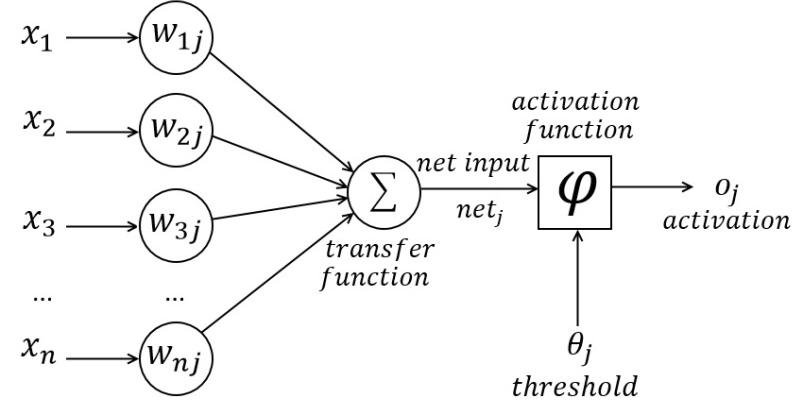 x₁
w₁ⱼ
x₂
w₂ⱼ
x₃
w₃ⱼ
...
...
xₙ
wₙⱼ
Σ
transfer
function
net input
netⱼ
activation
function
φ
oⱼ
activation
θⱼ
threshold